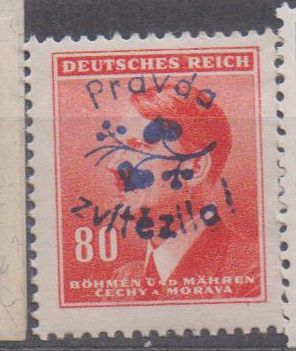 DEUTSCHES REICH
Pravda
zvítězila!
80
BÖHMEN UND MÄHREN
ČECHY A MORAVA